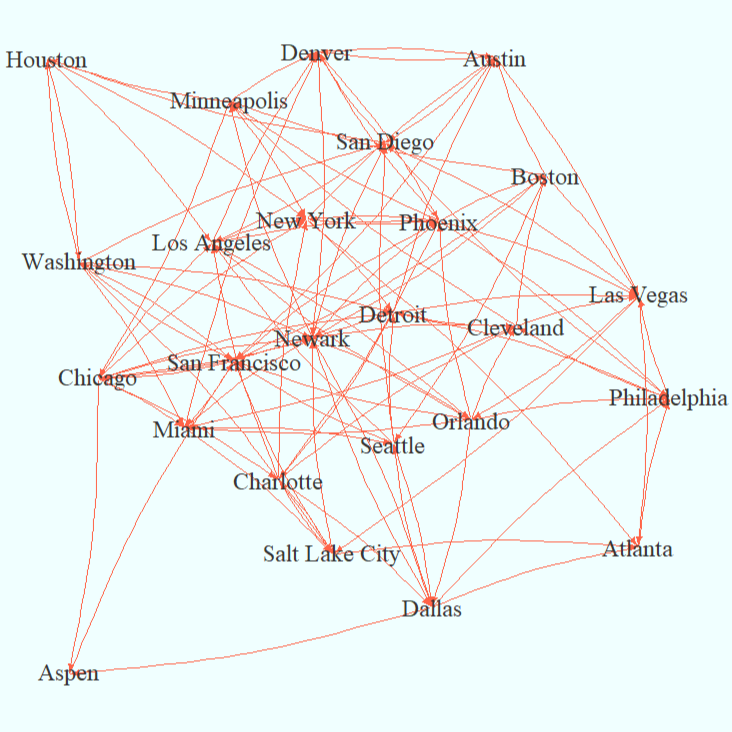 Houston
Denver
Austin
Minneapolis
San Diego
Boston
New York
Phoenix
Los Angeles
Washington
Las Vegas
Detroit
Cleveland
Newark
San Francisco
Chicago
Philadelphia
Miami
Orlando
Seattle
Charlotte
Salt Lake City
Atlanta
Dallas
Aspen